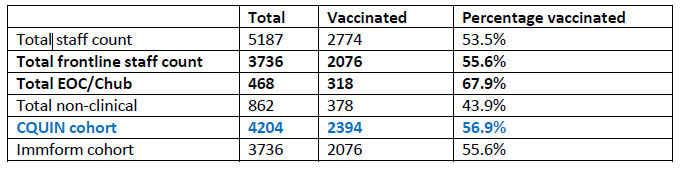 Total Vaccinated Percentage vaccinated
Total staff count 5187 2774 53.5%
Total frontline staff count 3736 2076 55.6%
Total EOC/Chub 468 318 67.9%
Total non-clinical 862 378 43.9%
CQUIN cohort 4204 2394 56.9%
Immform cohort 3736 2076 55.6%